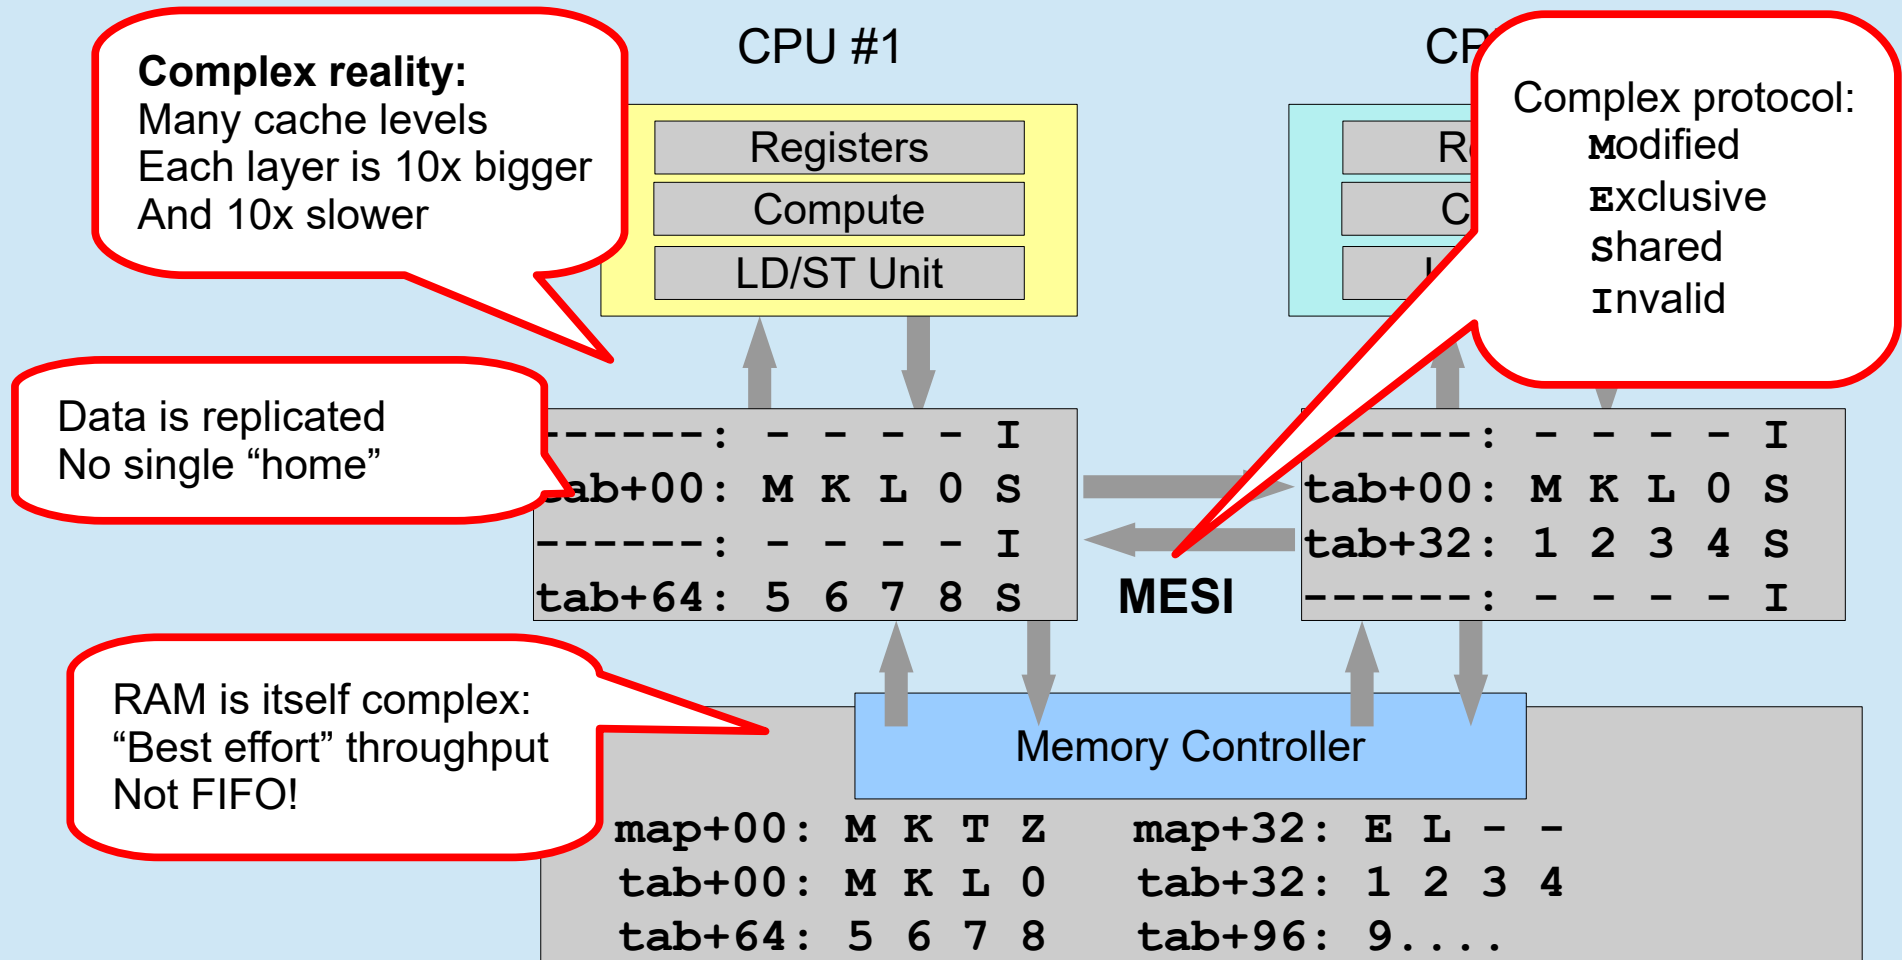 CPU #1
Complex reality:
Many cache levels
Each layer is 10x bigger
And 10x slower
Registers
Compute
LD/ST Unit
Complex protocol:
Modified
Exclusive
Shared
Invalid
Data is replicated
No single “home”
------: - - - - I
tab+00: M K L 0 S
------: - - - - I
tab+64: 5 6 7 8 S
MESI
-----: - - - - I
tab+00: M K L 0 S
tab+32: 1 2 3 4 S
------: - - - - I
RAM is itself complex:
“Best effort” throughput
Not FIFO!
Memory Controller
map+00: M K T Z map+32: E L - -
tab+00: M K L 0 tab+32: 1 2 3 4
tab+64: 5 6 7 8 tab+96: 9....